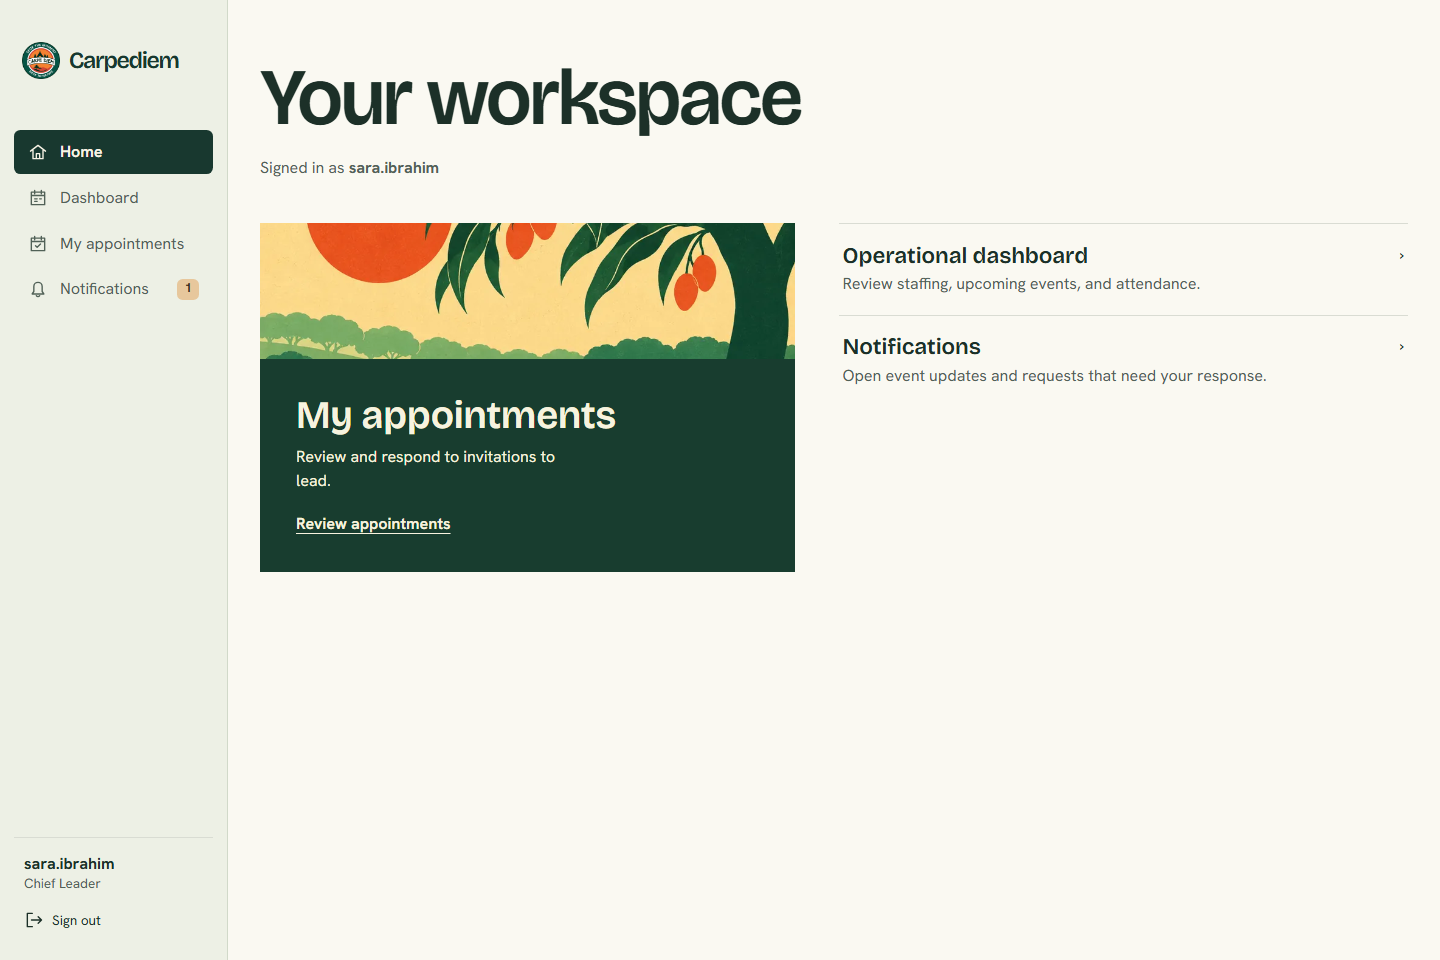 Carpediem
Home
Dashboard
My appointments
Notifications 1
sara.ibrahim
Chief Leader
Sign out
Your workspace
Signed in as sara.ibrahim
My appointments
Review and respond to invitations to
lead.
Review appointments
Operational dashboard
Review staffing, upcoming events, and attendance.
Notifications
Open event updates and requests that need your response.